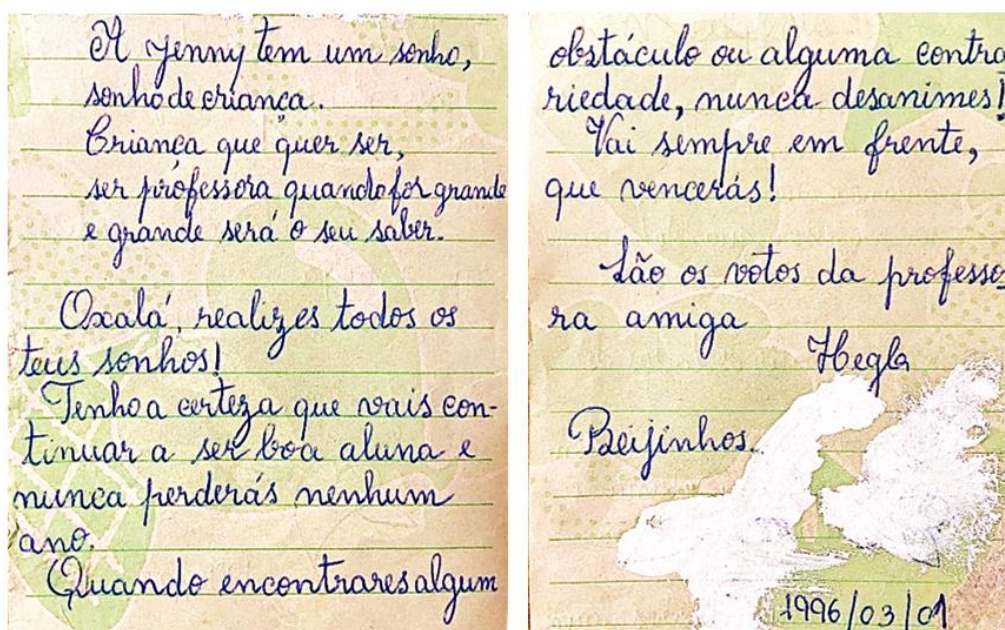 A Jenny tem um sonho,
sonho de criança.
Criança que quer ser,
ser professora quando for grande
e grande será o seu saber.
Oxalá, realizes todos os
teus sonhos!
Tenho a certeza que vais con-
tinuar a ser boa aluna e
nunca perderás nenhum
ano.
Quando encontrares algum
obstáculo ou alguma contra
riedade, nunca desanimes!
Vai sempre em frente,
que vencerás!
São os votos da professo-
ra amiga
Beijinhos.
1996/03/01